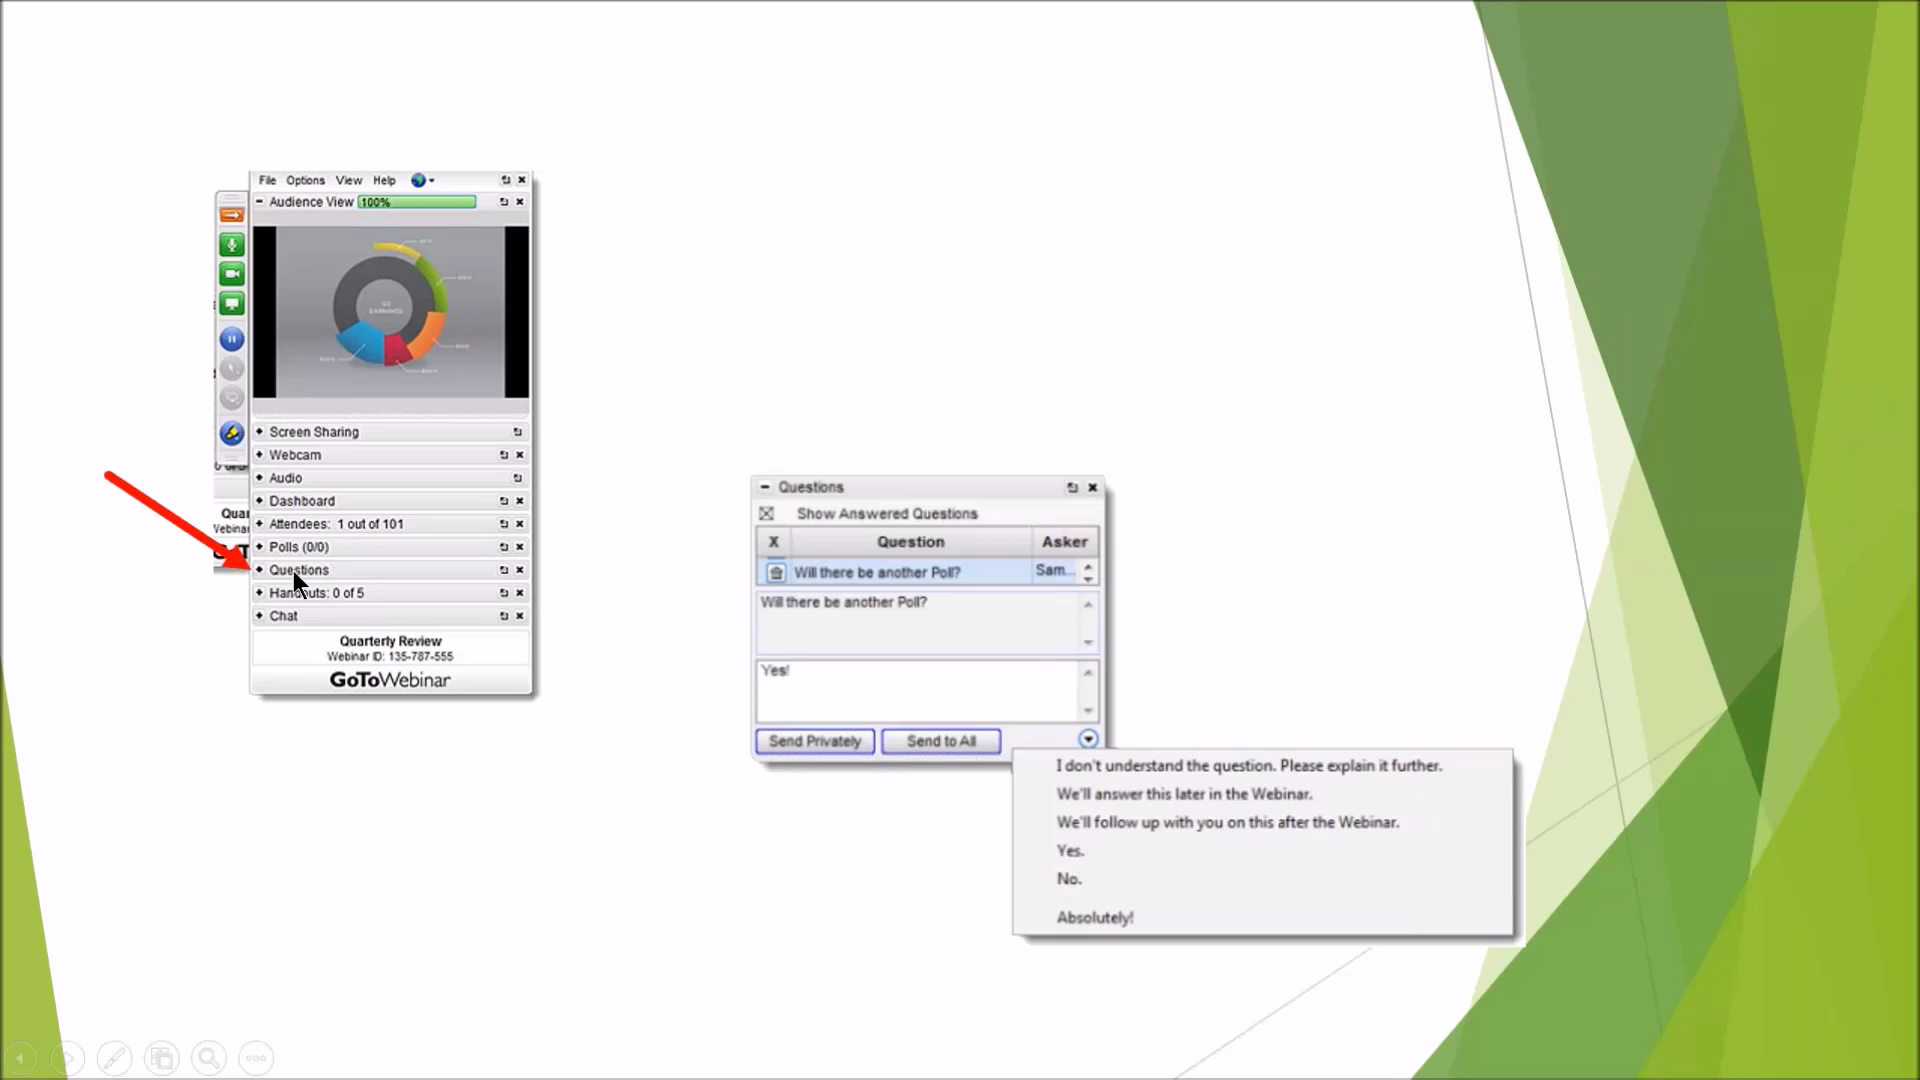 File Options View Help
Audience View 100%
Screen Sharing
Webcam
Audio
Dashboard
Attendees: 1 out of 101
Polls (0/0)
Questions
Handouts: 0 of 5
Chat
Quarterly Review
Webinar ID: 135-787-555
GoToWebinar
Questions
Show Answered Questions
X Question Asker
Will there be another Poll? Sam...
Will there be another Poll?
Yes!
Send Privately Send to All
I don't understand the question. Please explain it further.
We'll answer this later in the Webinar.
We'll follow up with you on this after the Webinar.
Yes.
No.
Absolutely!